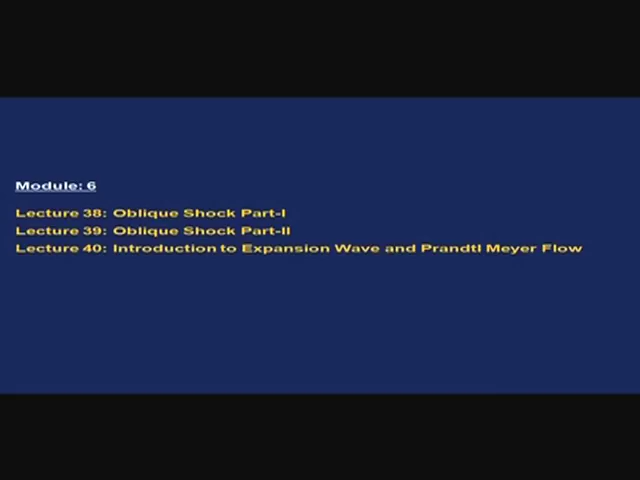 Module: 6
Lecture 38: Oblique Shock Part-I
Lecture 39: Oblique Shock Part-II
Lecture 40: Introduction to Expansion Wave and Prandtl Meyer Flow